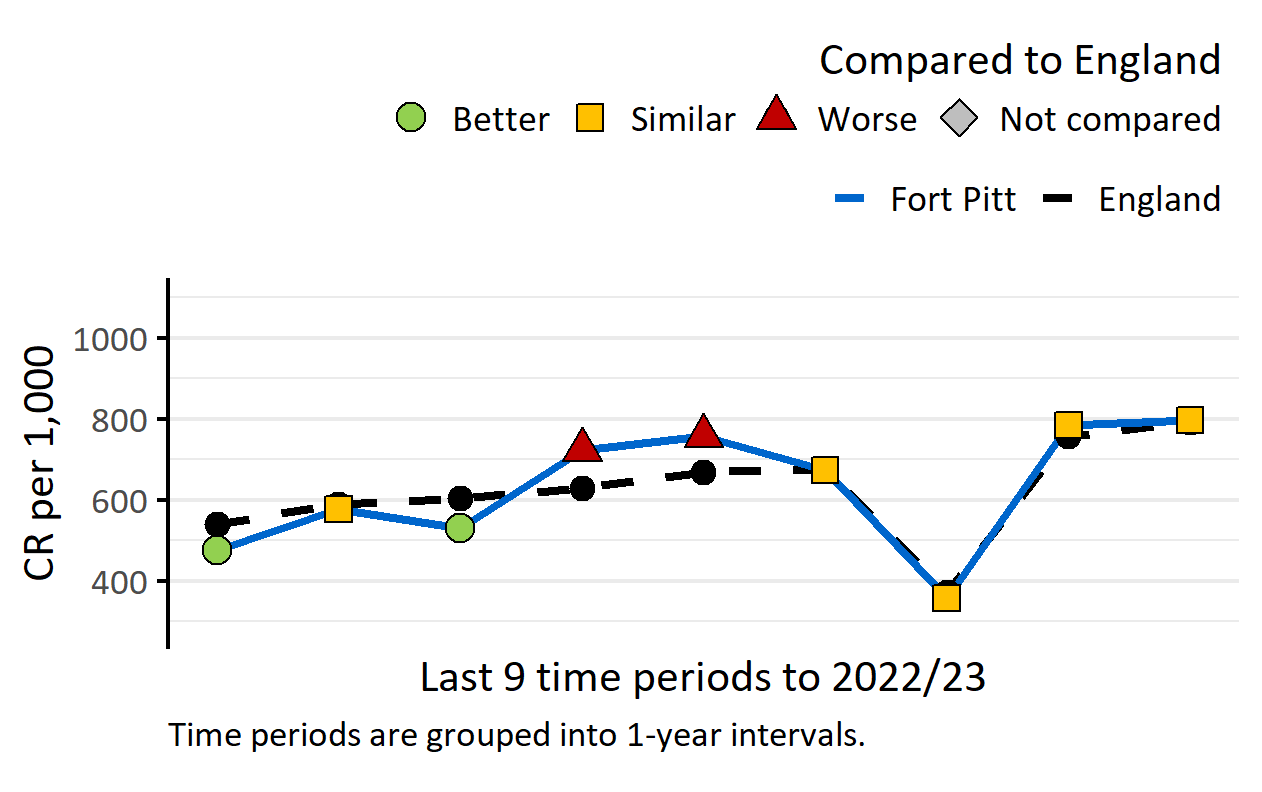 Compared to England
Better Similar Worse Not compared
Fort Pitt England
1000
800
600
400
CR per 1,000
Last 9 time periods to 2022/23
Time periods are grouped into 1-year intervals.